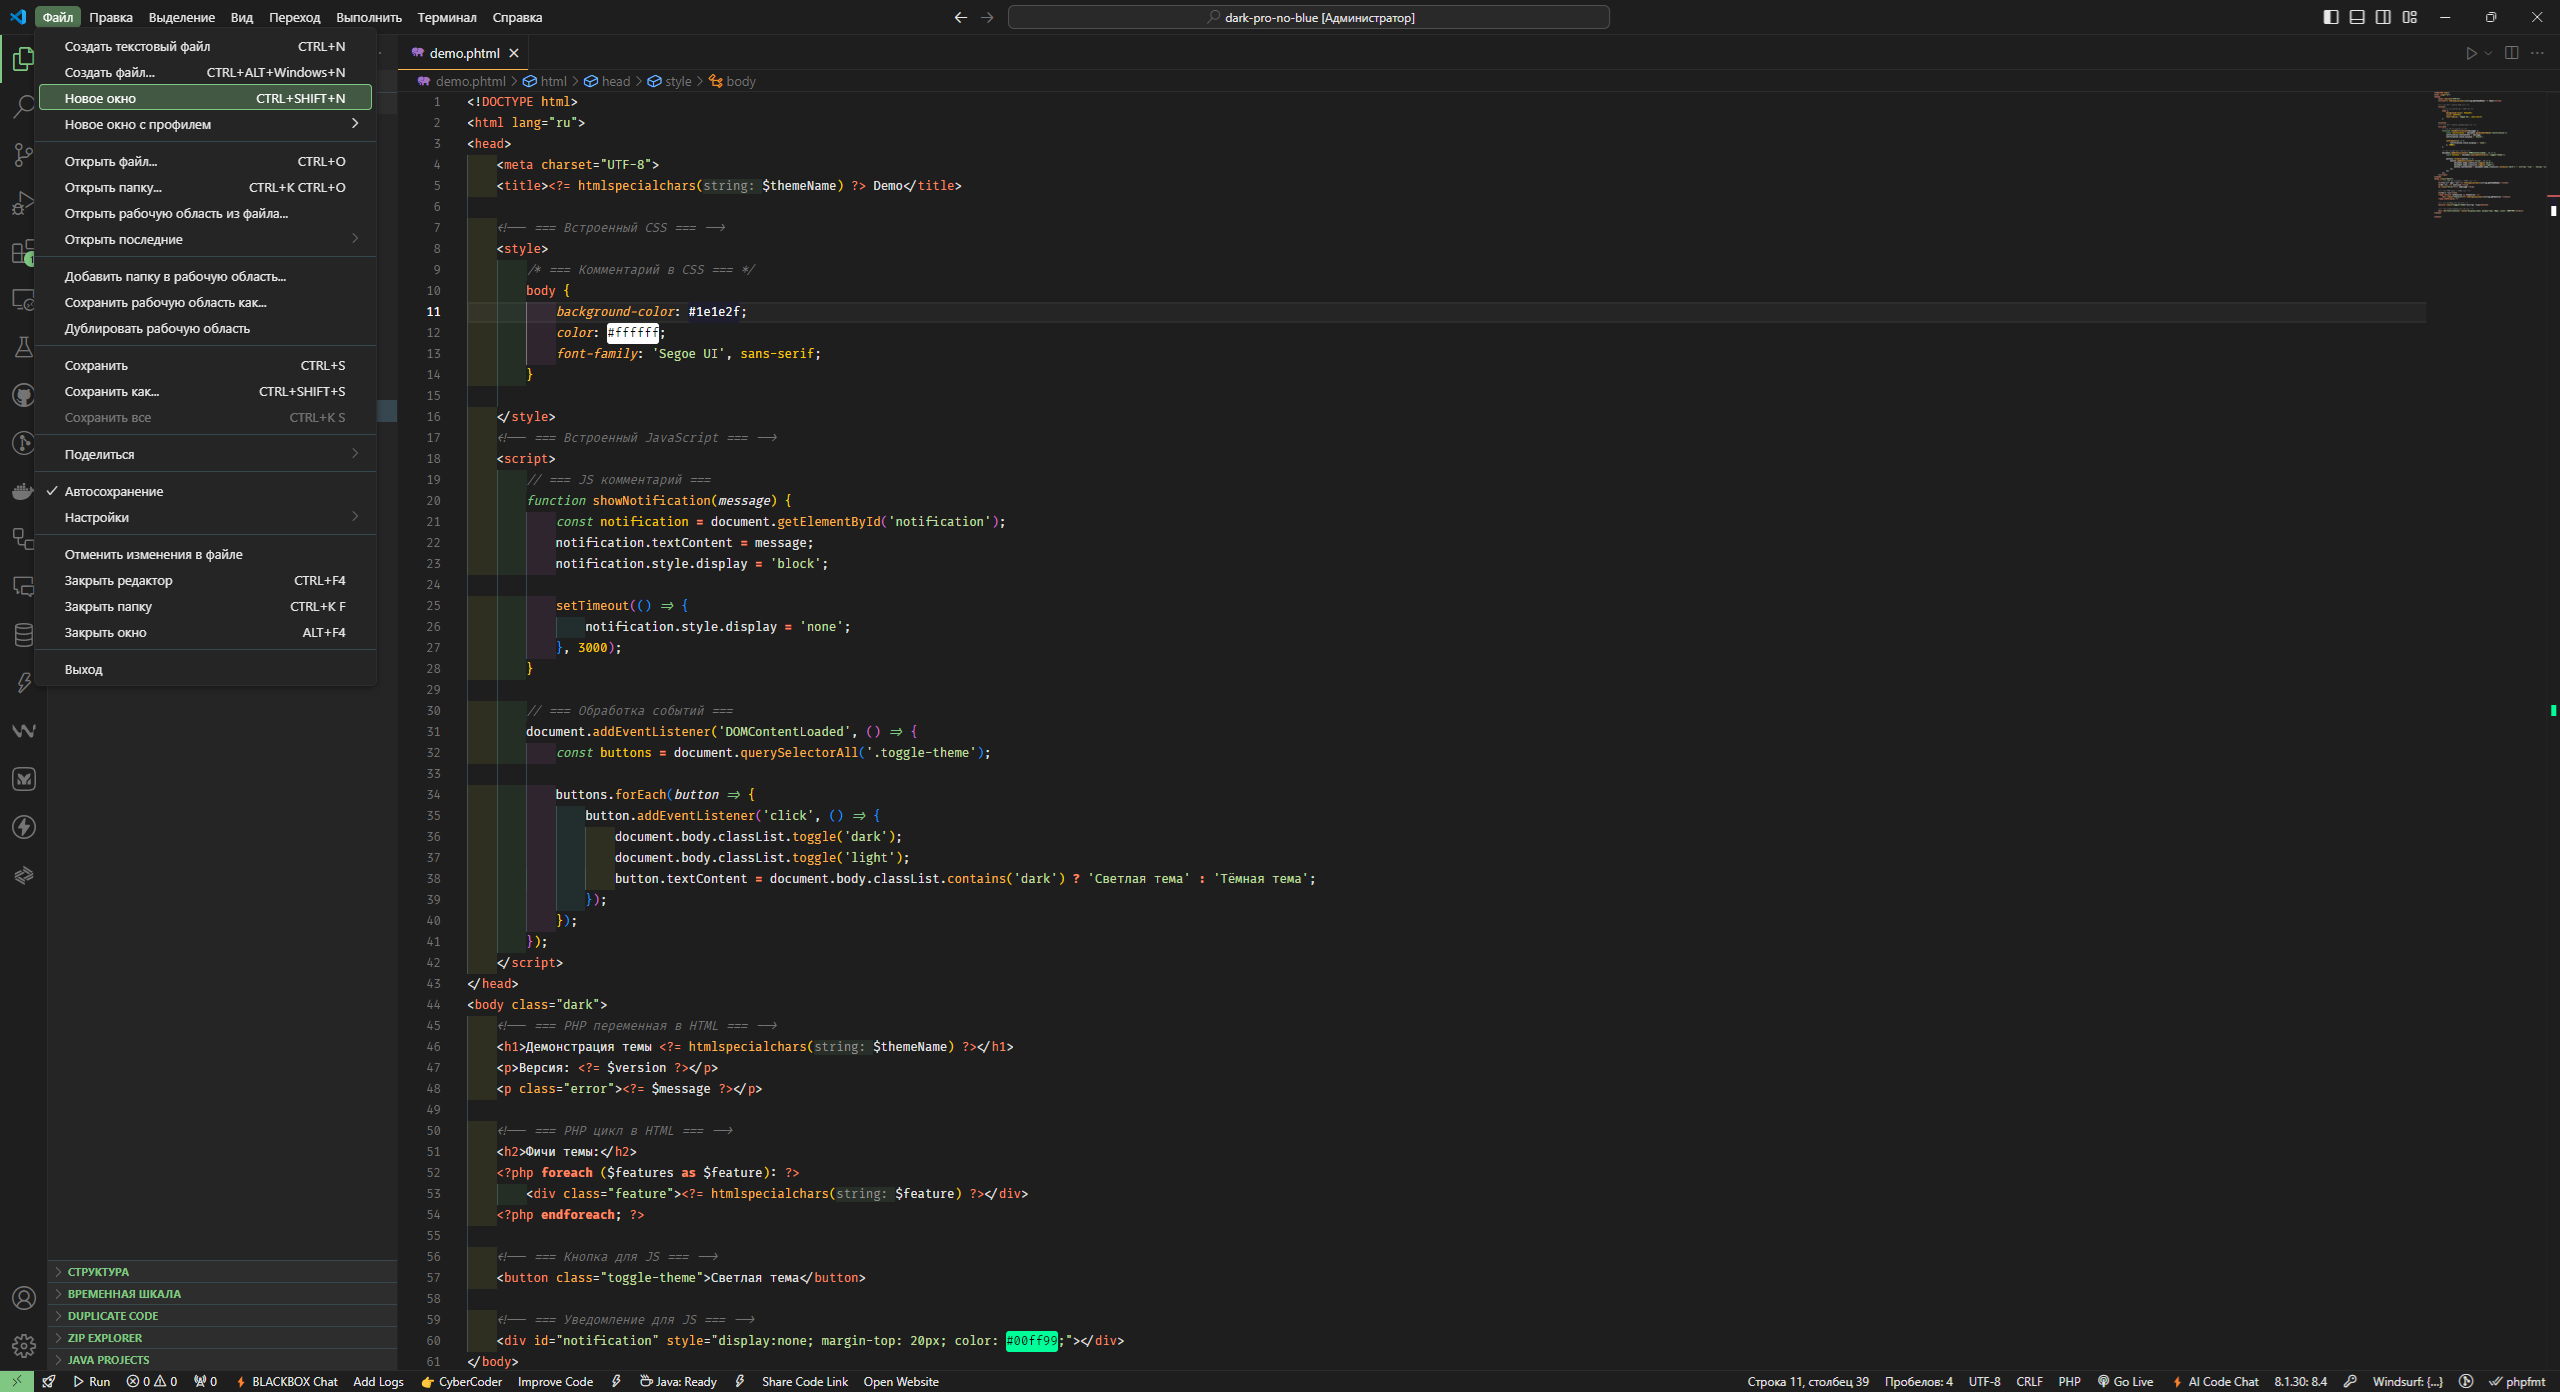 Файл Правка Выделение Вид Переход Выполнить Терминал Справка
dark-pro-no-blue [Администратор]
Создать текстовый файл CTRL+N
Создать файл... CTRL+ALT+Windows+N
Новое окно CTRL+SHIFT+N
Новое окно с профилем
Открыть файл... CTRL+O
Открыть папку... CTRL+K CTRL+O
Открыть рабочую область из файла...
Открыть последние
Добавить папку в рабочую область...
Сохранить рабочую область как...
Дублировать рабочую область
Сохранить CTRL+S
Сохранить как... CTRL+SHIFT+S
Сохранить все CTRL+K S
Поделиться
Автосохранение
Настройки
Отменить изменения в файле
Закрыть редактор CTRL+F4
Закрыть папку CTRL+K F
Закрыть окно ALT+F4
Выход
СТРУКТУРА
ВРЕМЕННАЯ ШКАЛА
DUPLICATE CODE
ZIP EXPLORER
JAVA PROJECTS
demo.phtml
demo.phtml > html > head > style > body
1 <!DOCTYPE html>
2 <html lang="ru">
3 <head>
4 <meta charset="UTF-8">
5 <title><?= htmlspecialchars(string: $themeName) ?> Demo</title>
6
7 <!-- === Встроенный CSS === -->
8 <style>
9 /* === Комментарий в CSS === */
10 body {
11 background-color: #1e1e2f;
12 color: #ffffff;
13 font-family: 'Segoe UI', sans-serif;
14 }
15
16 </style>
17 <!-- === Встроенный JavaScript === -->
18 <script>
19 // === JS комментарий ===
20 function showNotification(message) {
21 const notification = document.getElementById('notification');
22 notification.textContent = message;
23 notification.style.display = 'block';
24
25 setTimeout(() => {
26 notification.style.display = 'none';
27 }, 3000);
28 }
29
30 // === Обработка событий ===
31 document.addEventListener('DOMContentLoaded', () => {
32 const buttons = document.querySelectorAll('.toggle-theme');
33
34 buttons.forEach(button => {
35 button.addEventListener('click', () => {
36 document.body.classList.toggle('dark');
37 document.body.classList.toggle('light');
38 button.textContent = document.body.classList.contains('dark') ? 'Светлая тема' : 'Тёмная тема';
39 });
40 });
41 });
42 </script>
43 </head>
44 <body class="dark">
45 <!-- === PHP переменная в HTML === -->
46 <h1>Демонстрация темы <?= htmlspecialchars(string: $themeName) ?></h1>
47 <p>Версия: <?= $version ?></p>
48 <p class="error"><?= $message ?></p>
49
50 <!-- === PHP цикл в HTML === -->
51 <h2>Фичи темы:</h2>
52 <?php foreach ($features as $feature): ?>
53 <div class="feature"><?= htmlspecialchars(string: $feature) ?></div>
54 <?php endforeach; ?>
55
56 <!-- === Кнопка для JS === -->
57 <button class="toggle-theme">Светлая тема</button>
58
59 <!-- === Уведомление для JS === -->
60 <div id="notification" style="display:none; margin-top: 20px; color: #00ff99;"></div>
61 </body>
Run 0 0 0 BLACKBOX Chat Add Logs CyberCoder Improve Code Java: Ready Share Code Link Open Website Строка 11, столбец 39 Пробелов: 4 UTF-8 CRLF PHP Go Live AI Code Chat 8.1.30: 8.4 Windsurf: {...} phpfmt